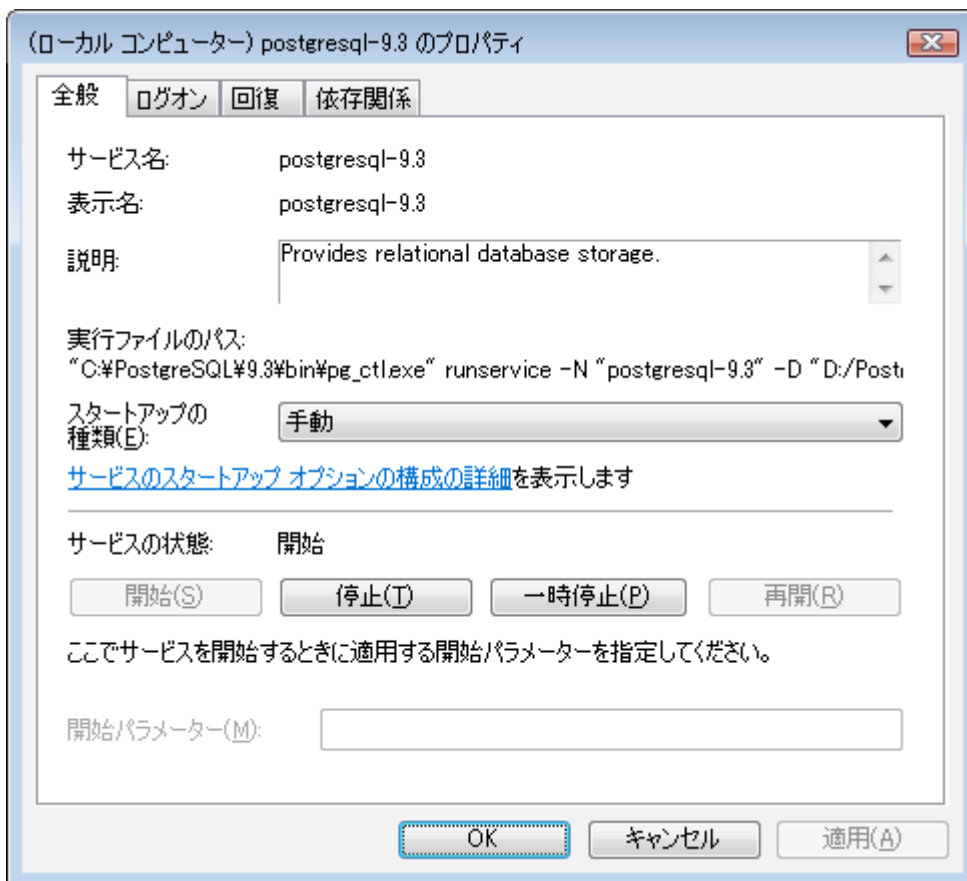 (ローカル コンピューター) postgresql-9.3 のプロパティ
全般 ログオン 回復 依存関係
サービス名: postgresql-9.3
表示名: postgresql-9.3
説明: Provides relational database storage.
実行ファイルのパス:
"C:¥PostgreSQL¥9.3¥bin¥pg_ctl.exe" runservice -N "postgresql-9.3" -D "D:/Post
スタートアップの
種類(E): 手動
サービスのスタートアップ オプションの構成の詳細を表示します
サービスの状態: 開始
開始(S) 停止(T) 一時停止(P) 再開(R)
ここでサービスを開始するときに適用する開始パラメーターを指定してください。
開始パラメーター(M):
OK キャンセル 適用(A)